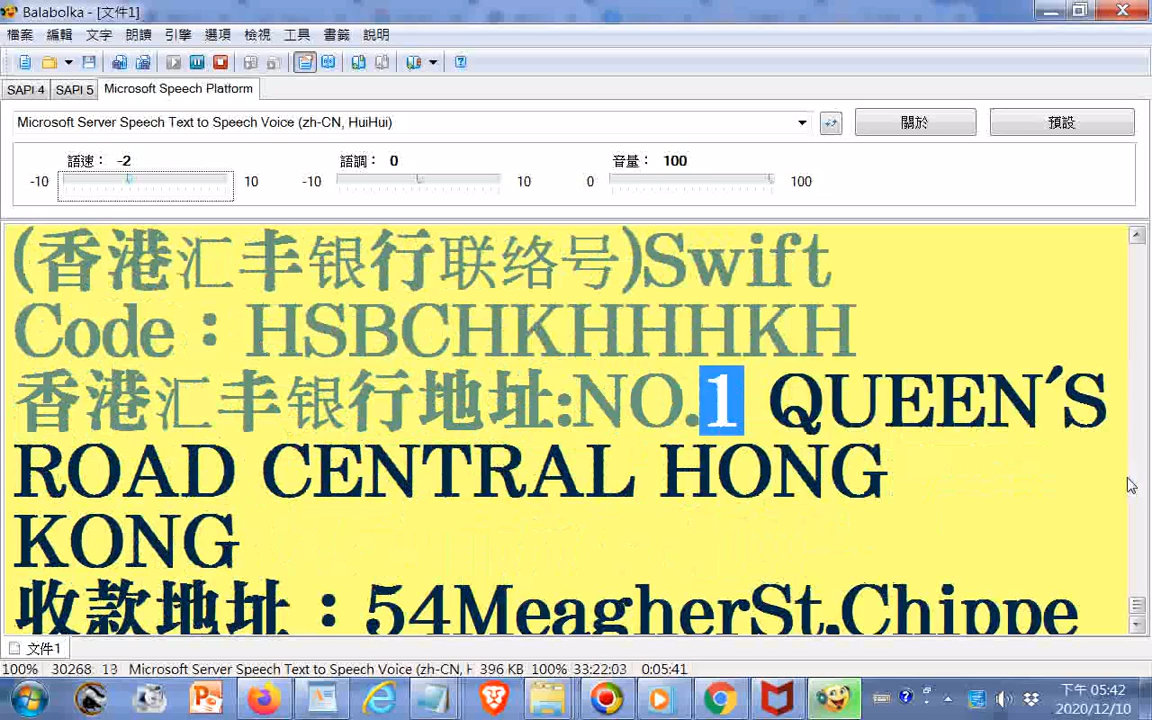 Balabolka - [文件1]
檔案 編輯 文字 朗讀 引擎 選項 檢視 工具 書籤 說明
SAPI 4 SAPI 5 Microsoft Speech Platform
Microsoft Server Speech Text to Speech Voice (zh-CN, HuiHui) 關於 預設
語速： -2 語調： 0 音量： 100
-10 10 -10 10 0 100
(香港汇丰银行联络号)Swift
Code：HSBCHKHHHKH
香港汇丰银行地址:NO.1 QUEEN'S
ROAD CENTRAL HONG
KONG
收款地址：54MeagherSt,Chippe
文件1
100% 30268 : 13 Microsoft Server Speech Text to Speech Voice (zh-CN, H 396 KB 100% 33:22:03 0:05:41
下午 05:42
2020/12/10